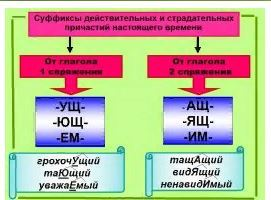 Суффиксы действительных и страдательных
причастий настоящего времени
От глагола
1 спряжения
От глагола
2 спряжения
-УЩ-
-ЮЩ-
-ЕМ-
-АЩ-
-ЯЩ-
-ИМ-
грохочУщий
таЮщий
уважаЕмый
тащАщий
видЯщий
ненавидИмый